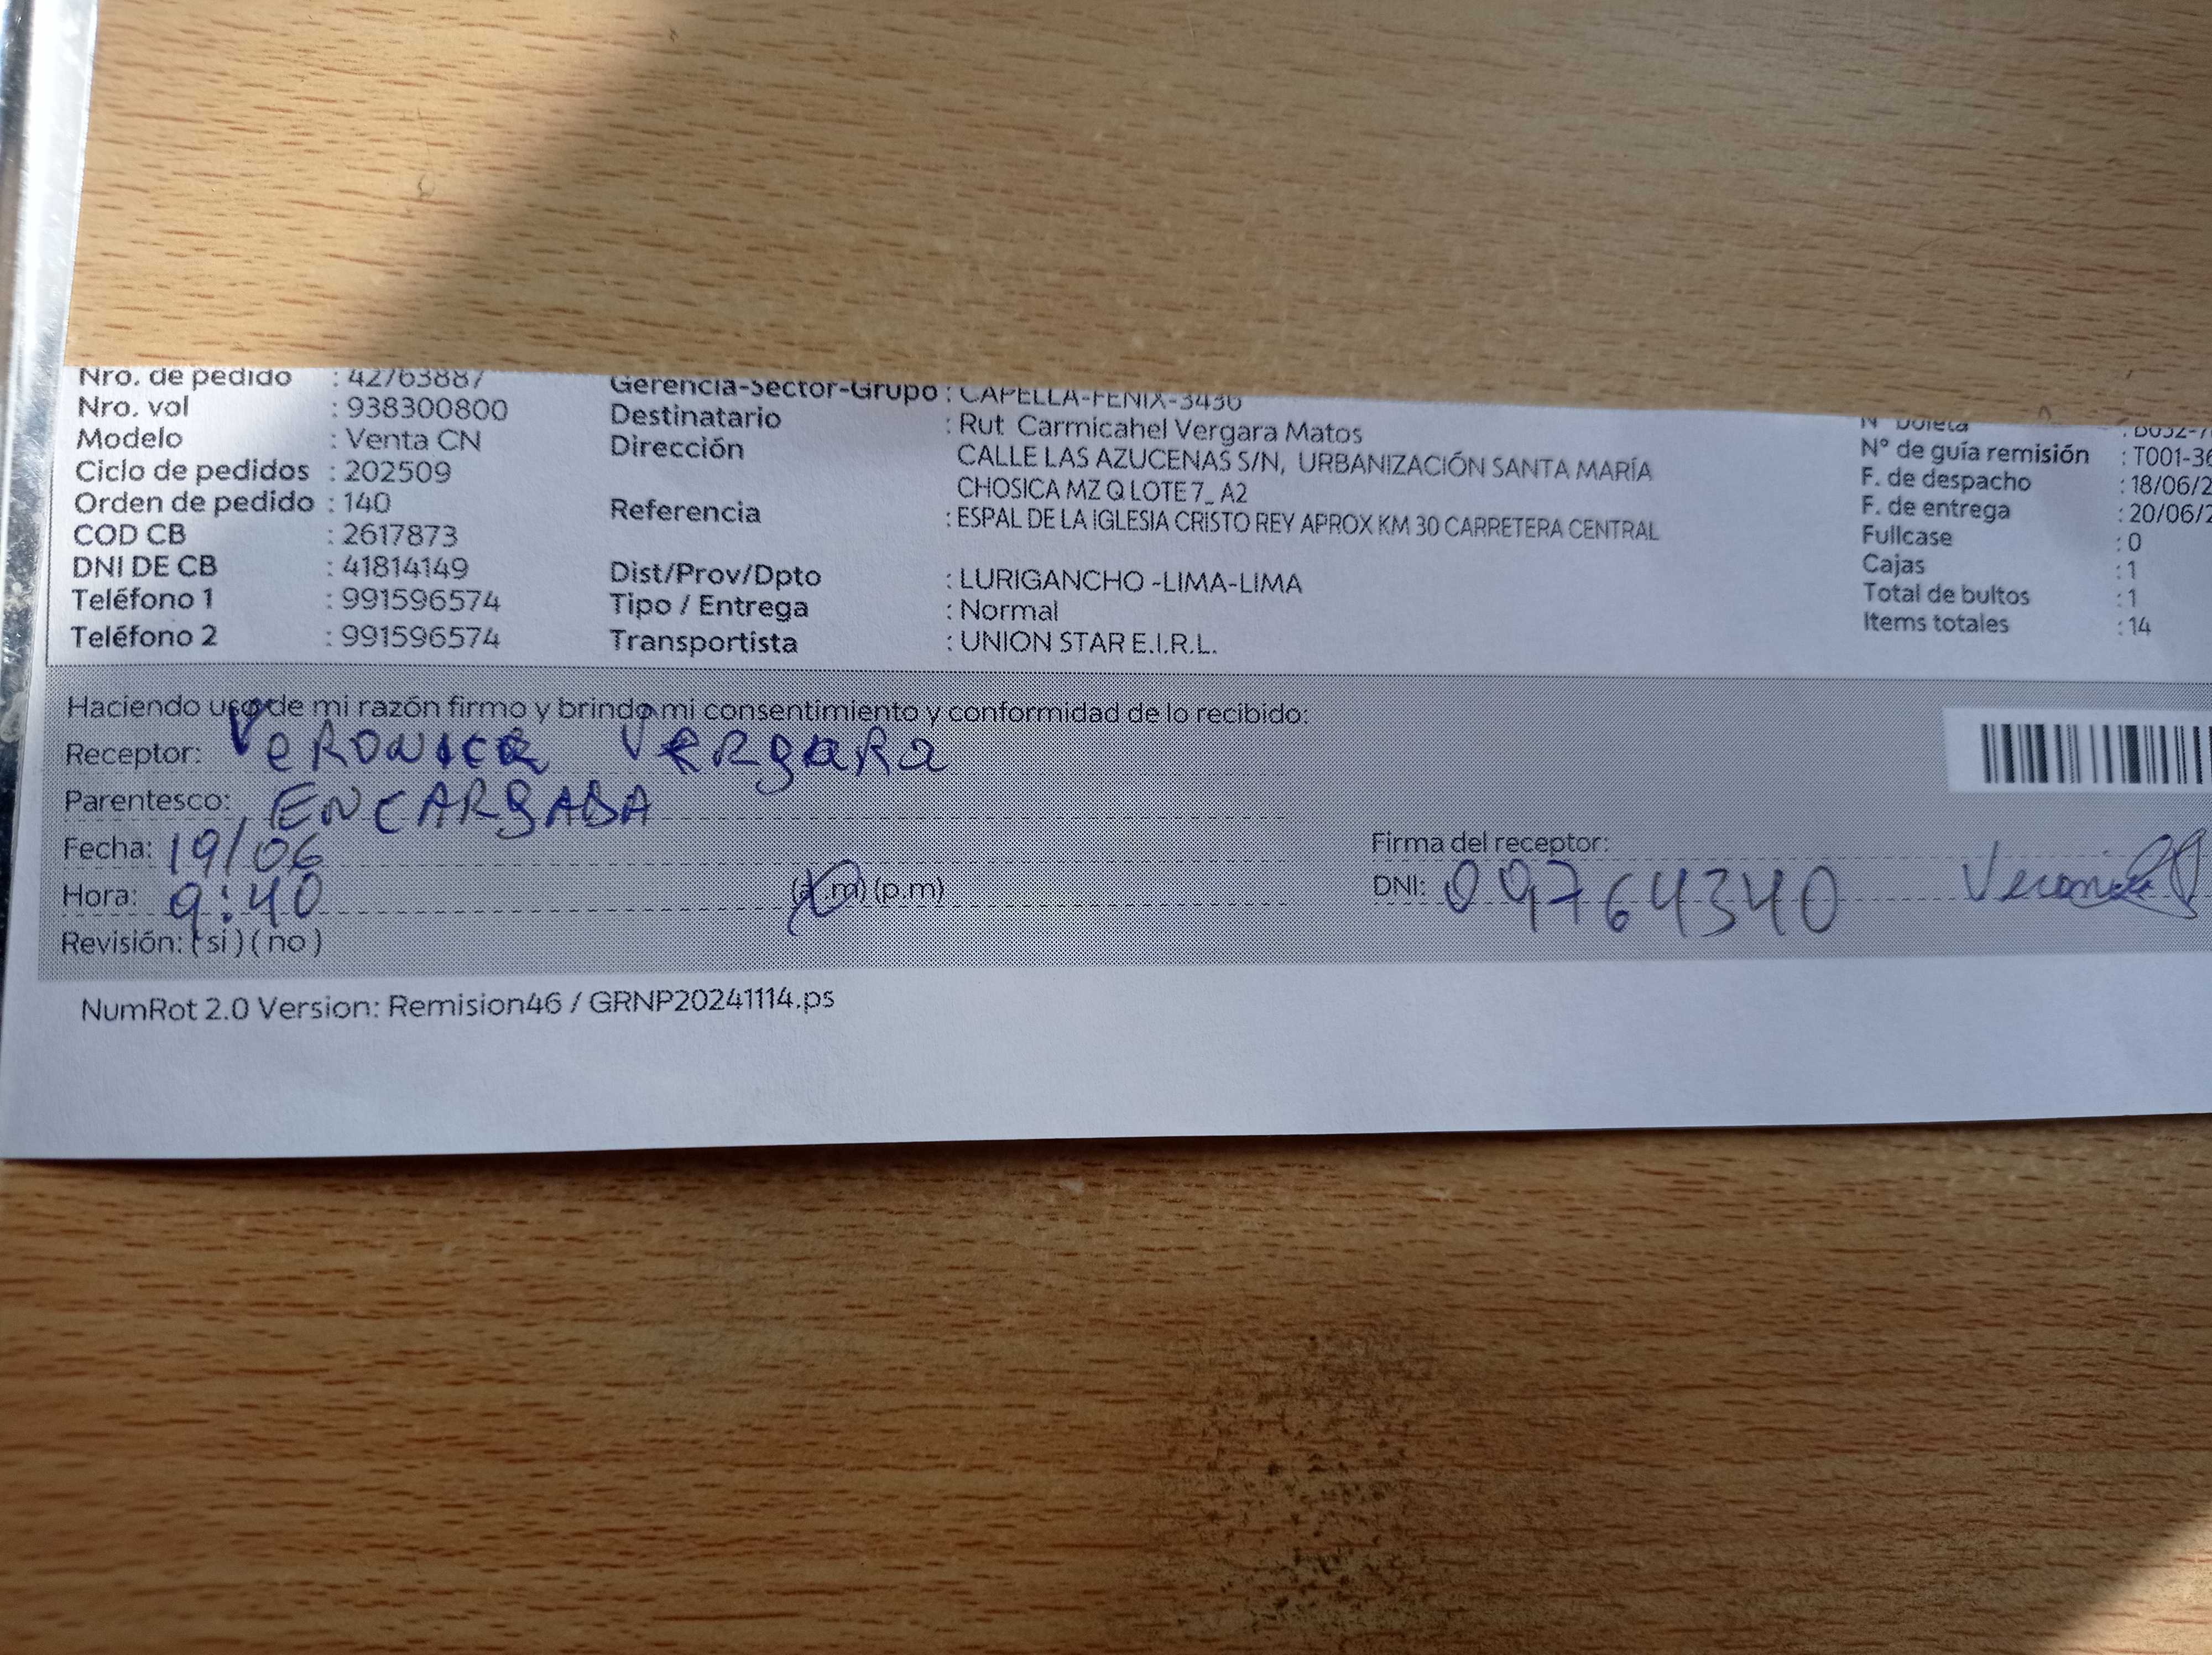 Nro. de pedido : 42763887
Nro. vol : 938300800
Modelo : Venta CN
Ciclo de pedidos : 202509
Orden de pedido : 140
COD CB : 2617873
DNI DE CB : 41814149
Teléfono 1 : 991596574
Teléfono 2 : 991596574
Gerencia-Sector-Grupo : CAPELLA-FENIX-3430
Destinatario : Rut Carmicahel Vergara Matos
Dirección : CALLE LAS AZUCENAS S/N, URBANIZACIÓN SANTA MARÍA
CHOSICA MZ Q LOTE 7_ A2
Referencia : ESPAL DE LA IGLESIA CRISTO REY APROX KM 30 CARRETERA CENTRAL
Dist/Prov/Dpto : LURIGANCHO -LIMA-LIMA
Tipo / Entrega : Normal
Transportista : UNION STAR E.I.R.L.
N° boleta
N° de guía remisión : T001-36
F. de despacho : 18/06/2
F. de entrega : 20/06/2
Fullcase : 0
Cajas : 1
Total de bultos : 1
Items totales : 14
Haciendo uso de mi razón firmo y brindo mi consentimiento y conformidad de lo recibido:
Receptor: VERONICA VERGARA
Parentesco: ENCARGADA
Fecha: 19/06
Hora: 9:40 (a.m) (p.m)
Revisión: (si) (no)
Firma del receptor:
DNI: 09764340 Veronica
NumRot 2.0 Version: Remision46 / GRNP20241114.ps